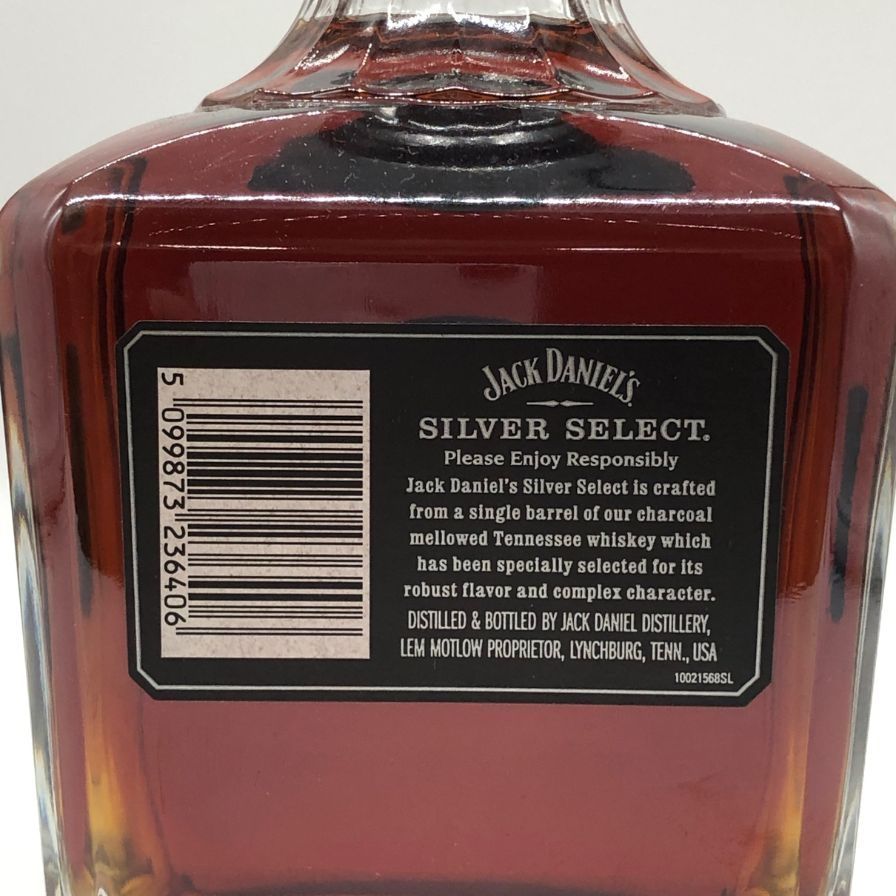 5 099873 236406
JACK DANIEL'S
SILVER SELECT.
Please Enjoy Responsibly
Jack Daniel's Silver Select is crafted
from a single barrel of our charcoal
mellowed Tennessee whiskey which
has been specially selected for its
robust flavor and complex character.
DISTILLED & BOTTLED BY JACK DANIEL DISTILLERY,
LEM MOTLOW PROPRIETOR, LYNCHBURG, TENN., USA
10021568SL